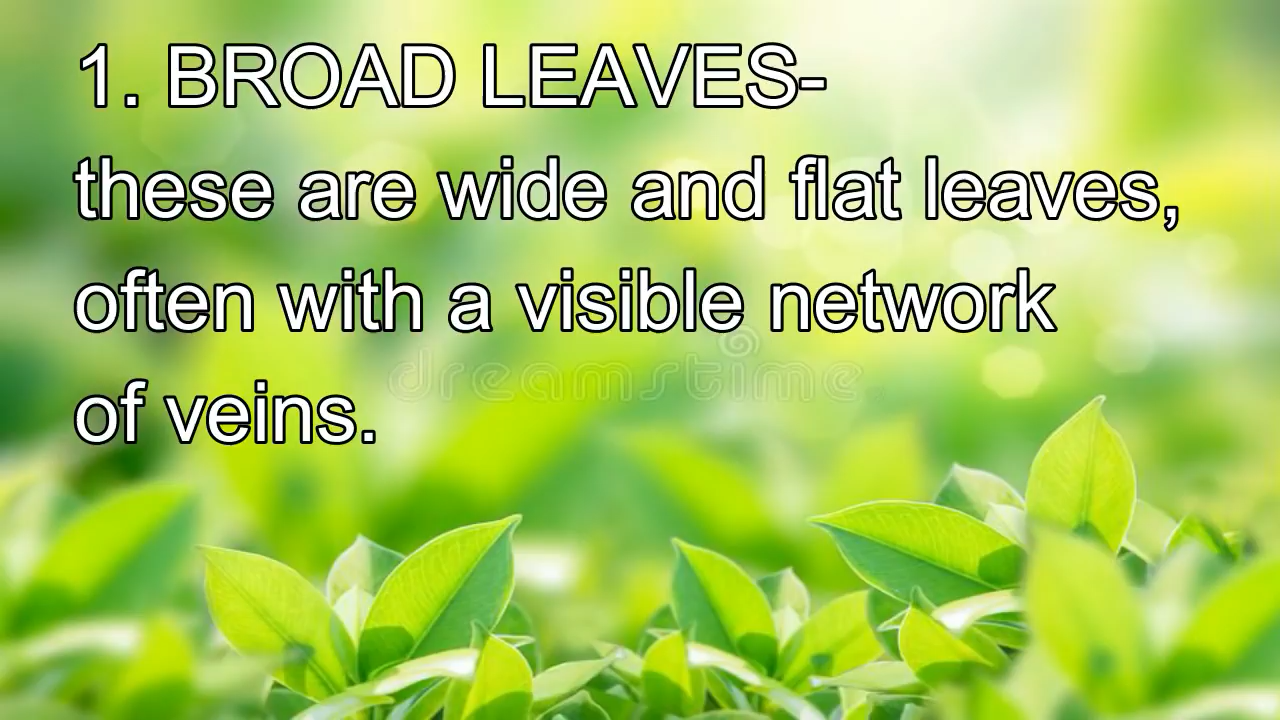 1. BROAD LEAVES-
these are wide and flat leaves,
often with a visible network
dreamstime
of veins.